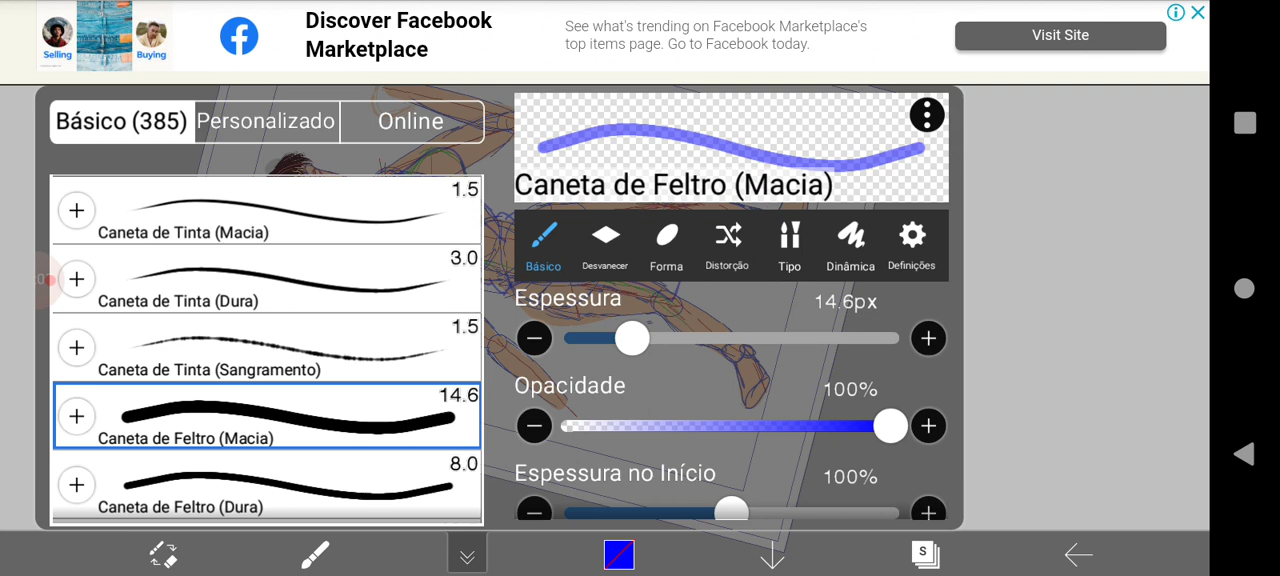 Discover Facebook
Marketplace
See what's trending on Facebook Marketplace's
top items page. Go to Facebook today.
Visit Site
Selling
Buying
Básico (385)
Personalizado
Online
1.5
Caneta de Tinta (Macia)
3.0
Caneta de Tinta (Dura)
1.5
Caneta de Tinta (Sangramento)
14.6
Caneta de Feltro (Macia)
8.0
Caneta de Feltro (Dura)
Caneta de Feltro (Macia)
Básico
Desvanecer
Forma
Distorção
Tipo
Dinâmica
Definições
Espessura
14.6px
Opacidade
100%
Espessura no Início
100%
S